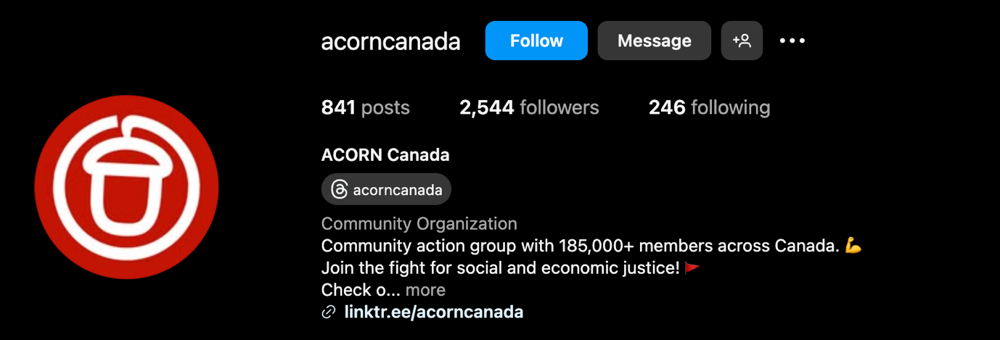 acorncanada Follow Message
841 posts 2,544 followers 246 following
ACORN Canada
acorncanada
Community Organization
Community action group with 185,000+ members across Canada. 💪
Join the fight for social and economic justice! 🚩
Check o... more
linktr.ee/acorncanada